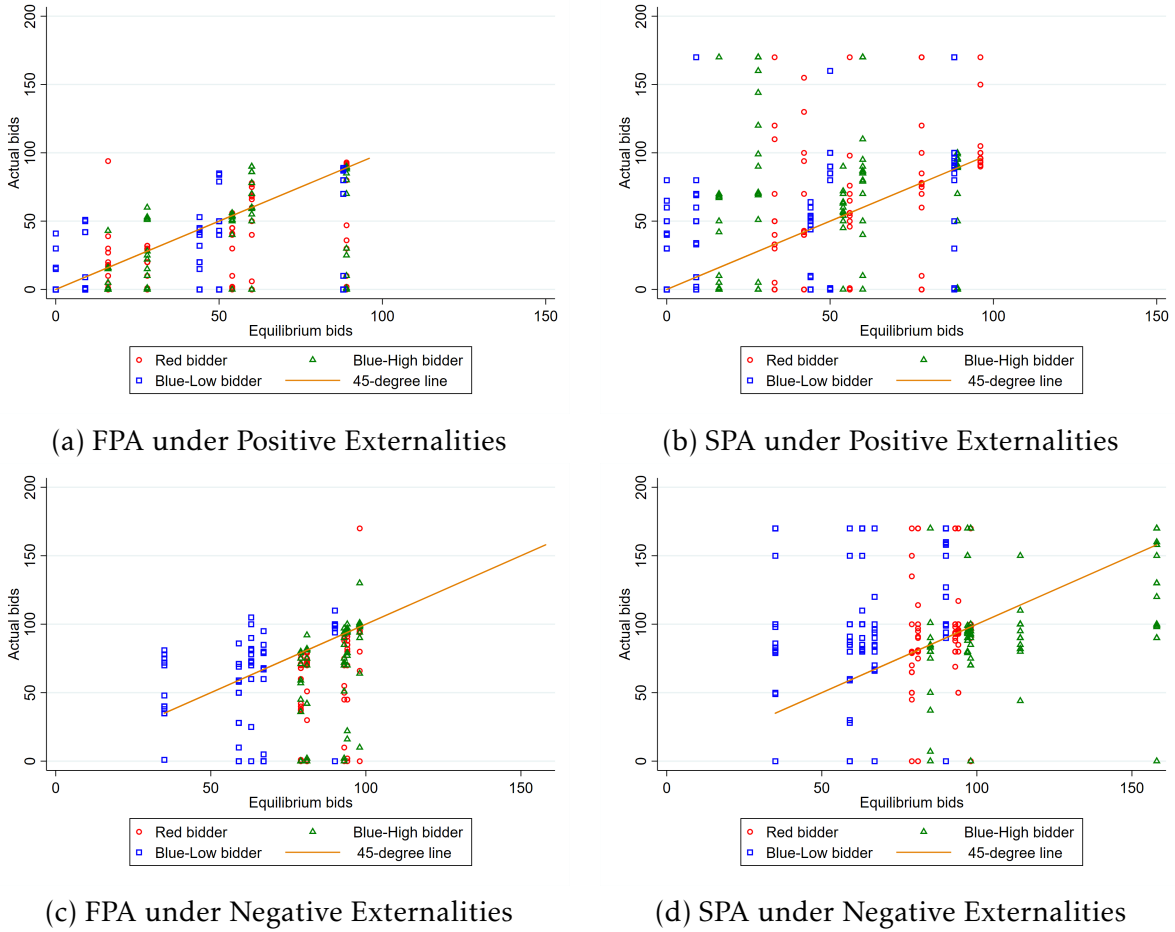 200
150
100
50
0
Actual bids
0
50
100
150
Equilibrium bids
Red bidder
Blue-High bidder
Blue-Low bidder
45-degree line
(a) FPA under Positive Externalities
200
150
100
50
0
Actual bids
0
50
100
150
Equilibrium bids
Red bidder
Blue-High bidder
Blue-Low bidder
45-degree line
(b) SPA under Positive Externalities
200
150
100
50
0
Actual bids
0
50
100
150
Equilibrium bids
Red bidder
Blue-High bidder
Blue-Low bidder
45-degree line
(c) FPA under Negative Externalities
200
150
100
50
0
Actual bids
0
50
100
150
Equilibrium bids
Red bidder
Blue-High bidder
Blue-Low bidder
45-degree line
(d) SPA under Negative Externalities